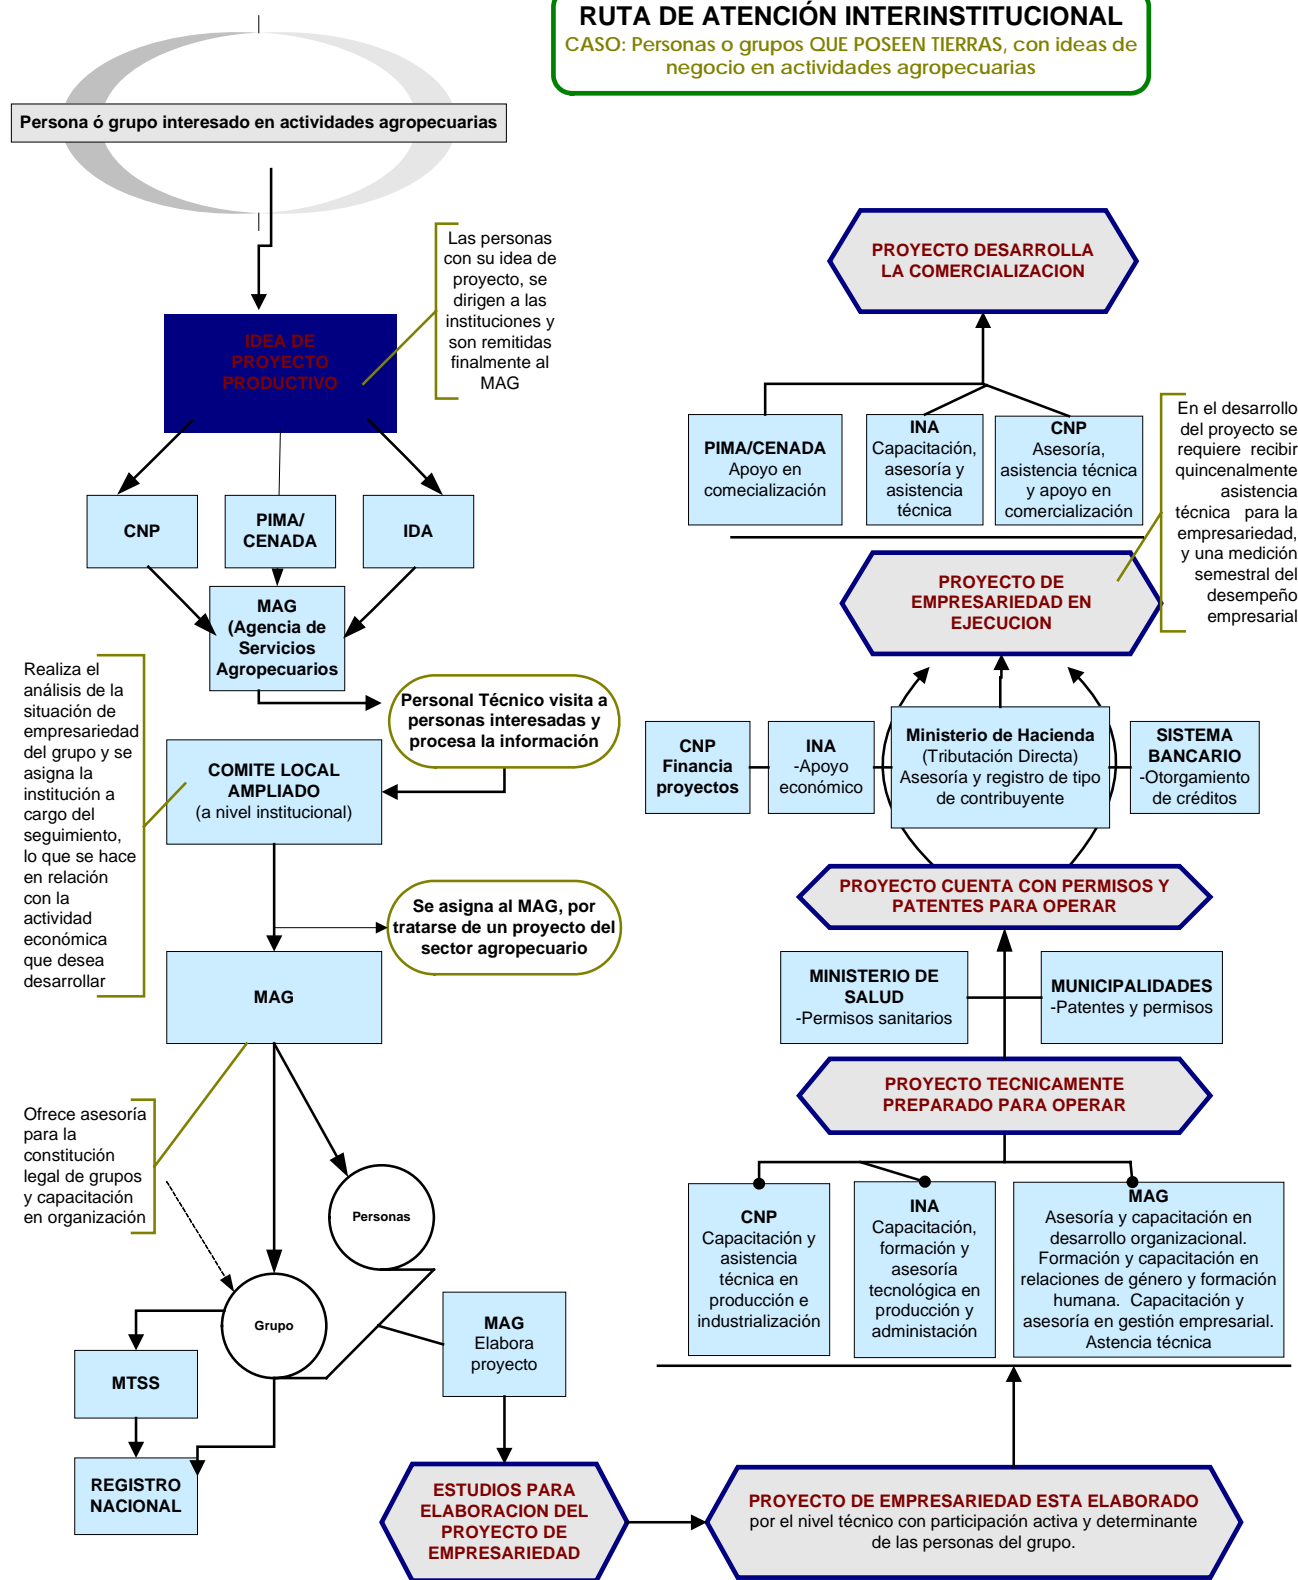 RUTA DE ATENCIÓN INTERINSTITUCIONAL
CASO: Personas o grupos QUE POSEEN TIERRAS, con ideas de
negocio en actividades agropecuarias
Persona ó grupo interesado en actividades agropecuarias
Las personas
con su idea de
proyecto, se
dirigen a las
instituciones y
son remitidas
finalmente al
MAG
IDEA DE
PROYECTO
PRODUCTIVO
CNP
PIMA/
CENADA
IDA
MAG
(Agencia de
Servicios
Agropecuarios
Personal Técnico visita a
personas interesadas y
procesa la información
Realiza el
análisis de la
situación de
empresariedad
del grupo y se
asigna la
institución a
cargo del
seguimiento,
lo que se hace
en relación
con la
actividad
económica
que desea
desarrollar
COMITE LOCAL
AMPLIADO
(a nivel institucional)
Se asigna al MAG, por
tratarse de un proyecto del
sector agropecuario
MAG
Ofrece asesoría
para la
constitución
legal de grupos
y capacitación
en organización
Personas
Grupo
MTSS
REGISTRO
NACIONAL
MAG
Elabora
proyecto
ESTUDIOS PARA
ELABORACION DEL
PROYECTO DE
EMPRESARIEDAD
PROYECTO DE EMPRESARIEDAD ESTA ELABORADO
por el nivel técnico con participación activa y determinante
de las personas del grupo.
CNP
Capacitación y
asistencia
técnica en
producción e
industrialización
INA
Capacitación,
formación y
asesoría
tecnológica en
producción y
administación
MAG
Asesoría y capacitación en
desarrollo organizacional.
Formación y capacitación en
relaciones de género y formación
humana. Capacitación y
asesoría en gestión empresarial.
Astencia técnica
PROYECTO TECNICAMENTE
PREPARADO PARA OPERAR
MINISTERIO DE
SALUD
-Permisos sanitarios
MUNICIPALIDADES
-Patentes y permisos
PROYECTO CUENTA CON PERMISOS Y
PATENTES PARA OPERAR
CNP
Financia
proyectos
INA
-Apoyo
económico
Ministerio de Hacienda
(Tributación Directa)
Asesoría y registro de tipo
de contribuyente
SISTEMA
BANCARIO
-Otorgamiento
de créditos
PROYECTO DE
EMPRESARIEDAD EN
EJECUCION
En el desarrollo
del proyecto se
requiere recibir
quincenalmente
asistencia
técnica para la
empresariedad,
y una medición
semestral del
desempeño
empresarial
PIMA/CENADA
Apoyo en
comecialización
INA
Capacitación,
asesoría y
asistencia
técnica
CNP
Asesoría,
asistencia técnica
y apoyo en
comercialización
PROYECTO DESARROLLA
LA COMERCIALIZACION